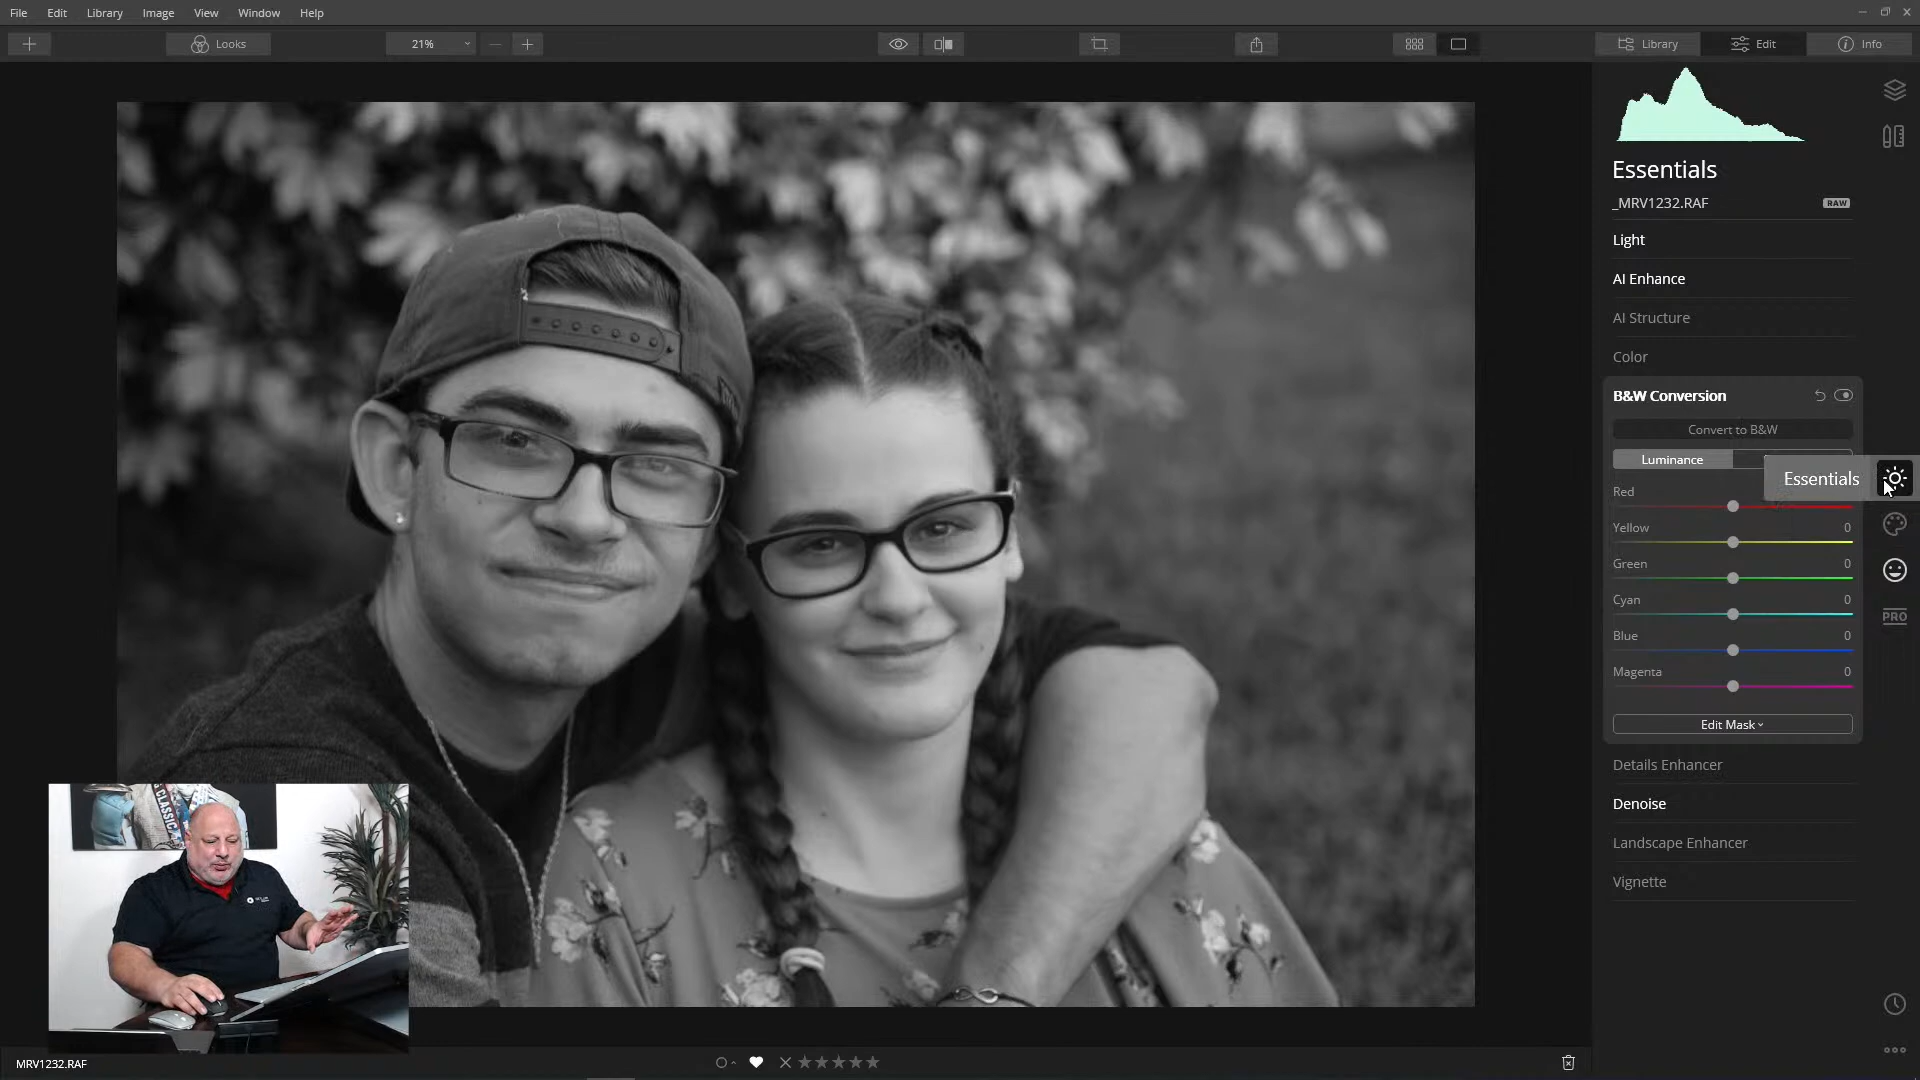 File Edit Library Image View Window Help
Looks 21% Library Edit Info
Essentials
_MRV1232.RAF RAW
Light
AI Enhance
AI Structure
Color
B&W Conversion
Convert to B&W
Luminance
Essentials
Red
Yellow 0
Green 0
Cyan 0
Blue 0
Magenta 0
Edit Mask
Details Enhancer
Denoise
Landscape Enhancer
Vignette
PRO
CLASSIC
MRV1232.RAF